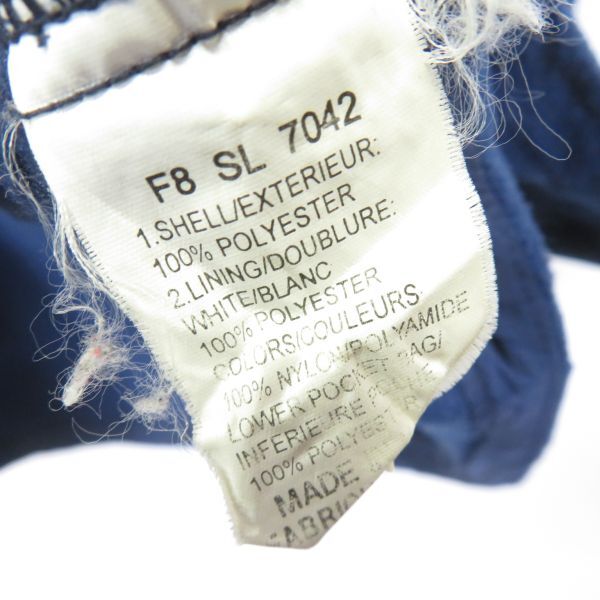 F8 SL 7042
1.SHELL/EXTERIEUR:
100% POLYESTER
2.LINING/DOUBLURE:
WHITE/BLANC
100% POLYESTER
COLORS/COULEURS
100% NYLON/POLYAMIDE
LOWER POCKET BAG/
INFERIEURE
100% POLYESTER
MADE